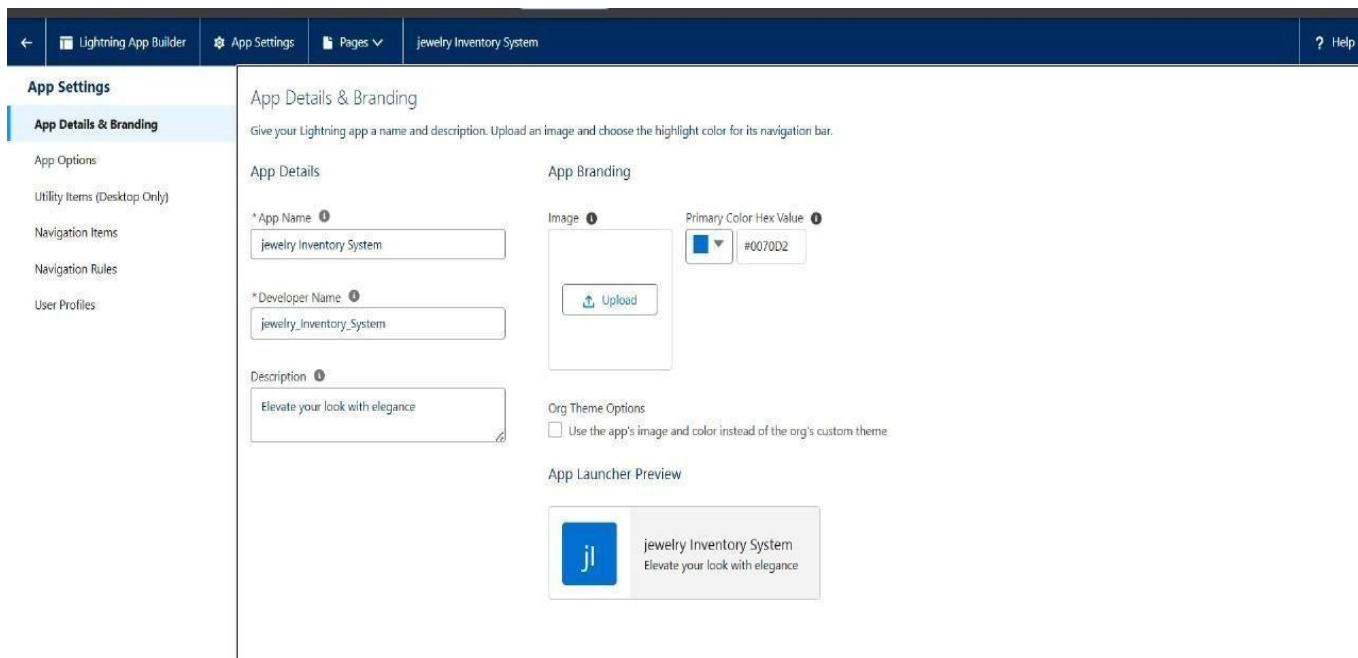 Lightning App Builder App Settings Pages jewelry Inventory System ? Help
App Settings
App Details & Branding
App Options
Utility Items (Desktop Only)
Navigation Items
Navigation Rules
User Profiles
App Details & Branding
Give your Lightning app a name and description. Upload an image and choose the highlight color for its navigation bar.
App Details
*App Name
jewelry Inventory System
*Developer Name
jewelry_Inventory_System
Description
Elevate your look with elegance
App Branding
Image
Upload
Primary Color Hex Value
#0070D2
Org Theme Options
Use the app's image and color instead of the org's custom theme
App Launcher Preview
jI
jewelry Inventory System
Elevate your look with elegance